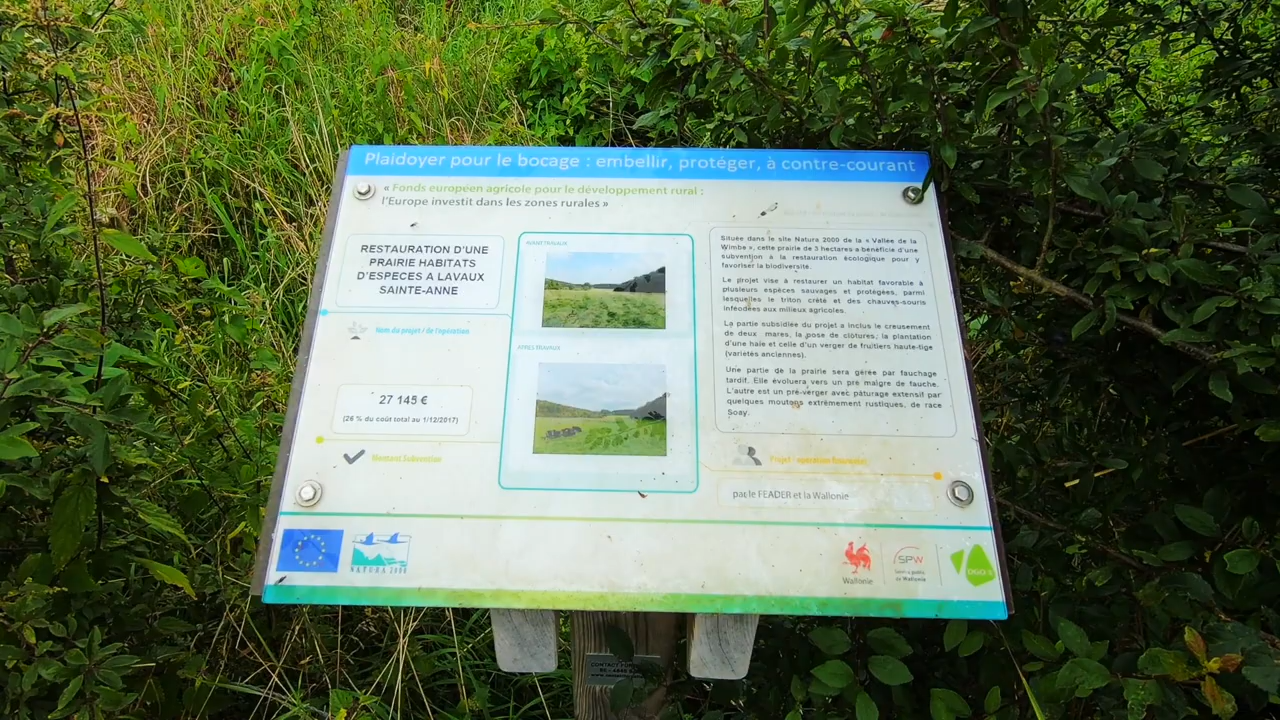 Plaidoyer pour le bocage : embellir, protéger, à contre-courant
« Fonds européen agricole pour le développement rural :
l'Europe investit dans les zones rurales »
RESTAURATION D'UNE
PRAIRIE HABITATS
D'ESPECES A LAVAUX
SAINTE-ANNE
Nom du projet / de l'opération
27 145 €
(26 % du coût total au 1/12/2017)
Montant Subvention
AVANT TRAVAUX
APRES TRAVAUX
Située dans le site Natura 2000 de la « Vallée de la
Wimbe », cette prairie de 3 hectares a bénéficié d'une
subvention à la restauration écologique pour y
favoriser la biodiversité.
Le projet vise à restaurer un habitat favorable à
plusieurs espèces sauvages et protégées, parmi
lesquelles le triton crêté et des chauves-souris
inféodées aux milieux agricoles.
La partie subsidiée du projet a inclus le creusement
de deux mares, la pose de clôtures, la plantation
d'une haie et celle d'un verger de fruitiers haute-tige
(variétés anciennes).
Une partie de la prairie sera gérée par fauchage
tardif. Elle évoluera vers un pré maigre de fauche.
L'autre est un pré-verger avec pâturage extensif par
quelques moutons extrêmement rustiques, de race
Soay.
Projet - opération
par le FEADER et la Wallonie
NATURA 2000
Wallonie
SPW
Service public
de Wallonie
DGO 3
CONTACT